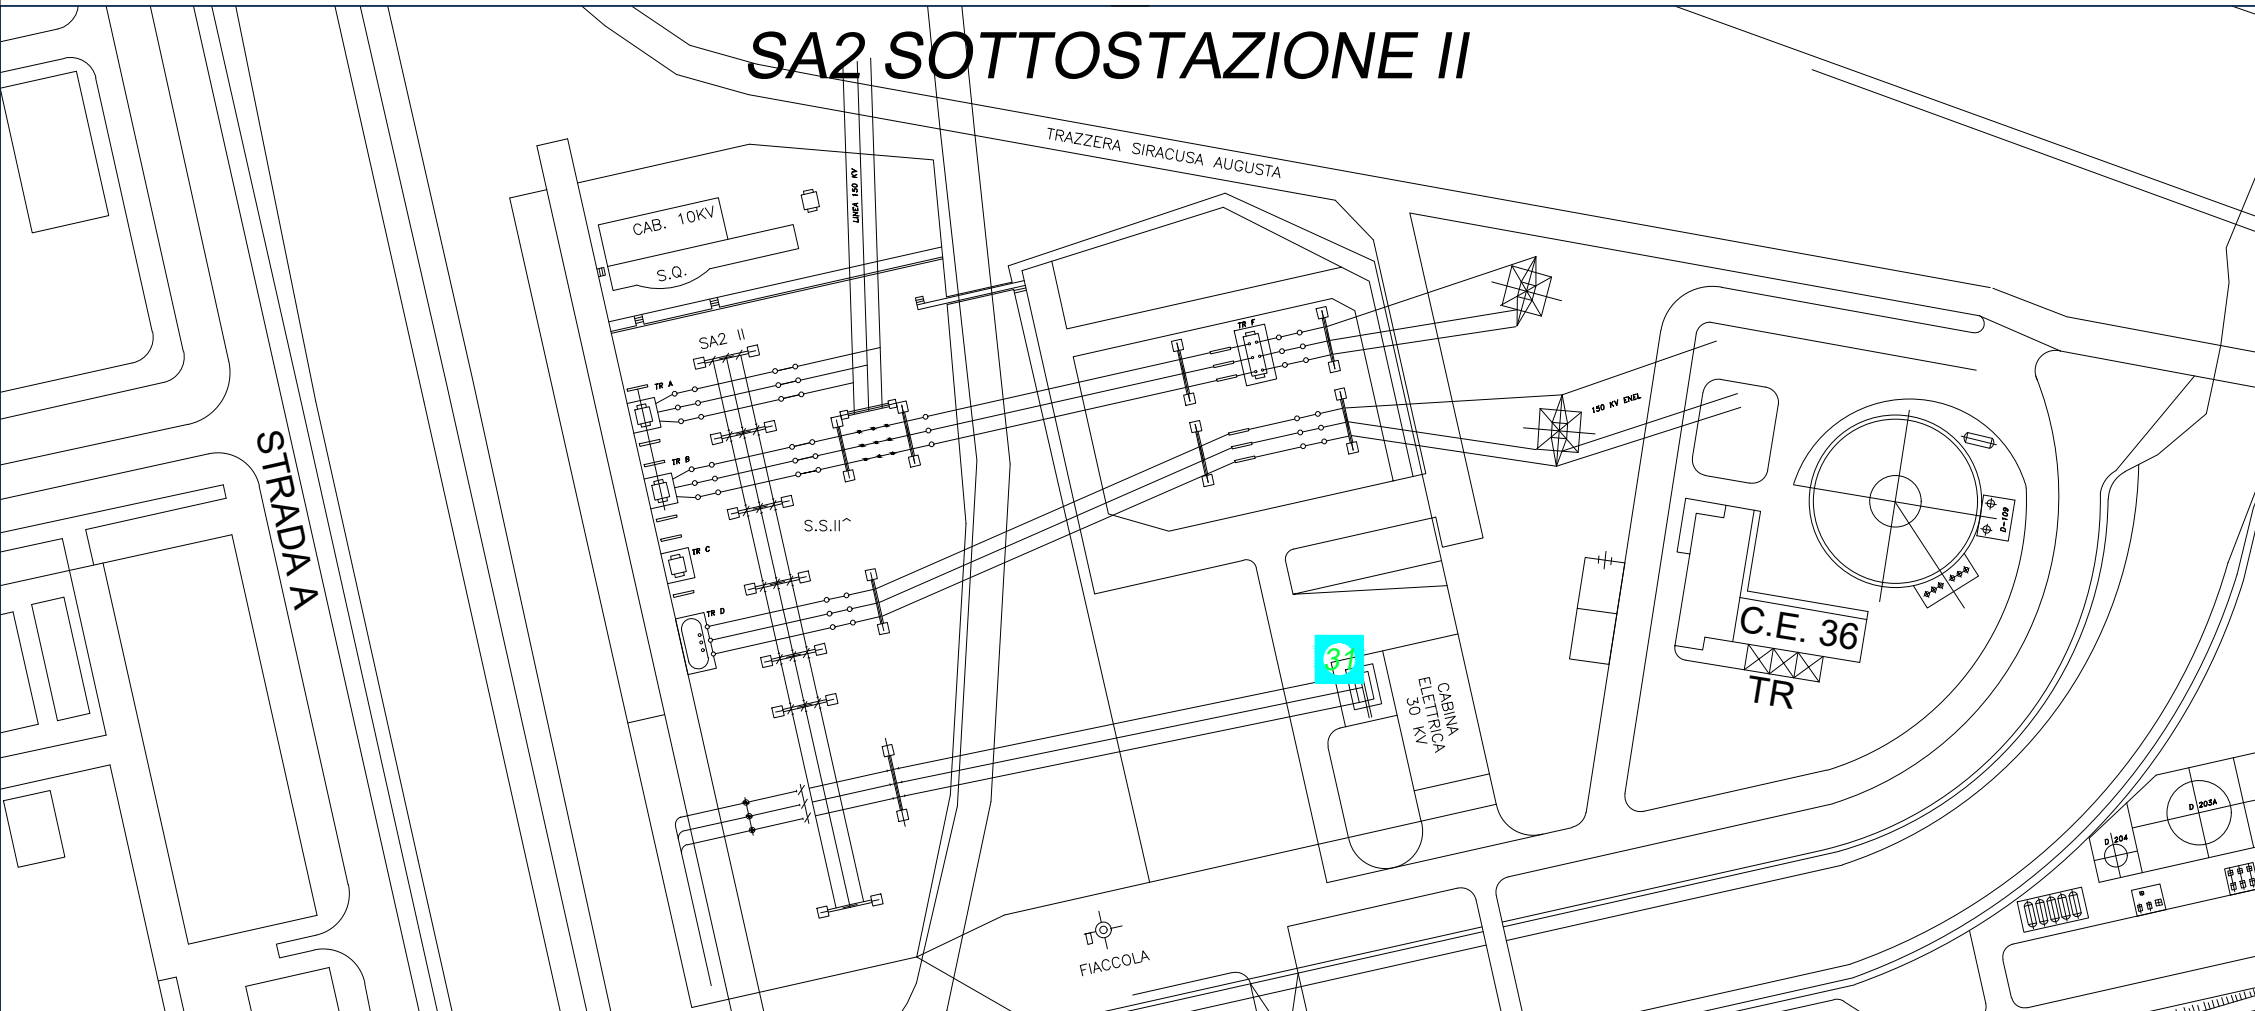 SA2 SOTTOSTAZIONE II
TRAZZERA SIRACUSA AUGUSTA
LINEA 150 KV
CAB. 10KV
S.Q.
SA2 II
TR F
TR A
150 KV ENEL
STRADA A
TR B
S.S.II^
D-109
TR C
TR D
C.E. 36
31
TR
CABINA
ELETTRICA
30 KV
D 203A
D 204
FIACCOLA